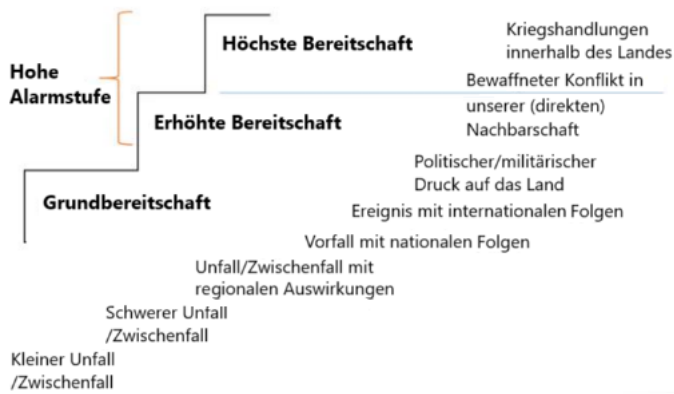 Höchste Bereitschaft
Kriegshandlungen
innerhalb des Landes
Hohe
Alarmstufe
Bewaffneter Konflikt in
unserer (direkten)
Nachbarschaft
Erhöhte Bereitschaft
Politischer/militärischer
Druck auf das Land
Grundbereitschaft
Ereignis mit internationalen Folgen
Vorfall mit nationalen Folgen
Unfall/Zwischenfall mit
regionalen Auswirkungen
Schwerer Unfall
/Zwischenfall
Kleiner Unfall
/Zwischenfall